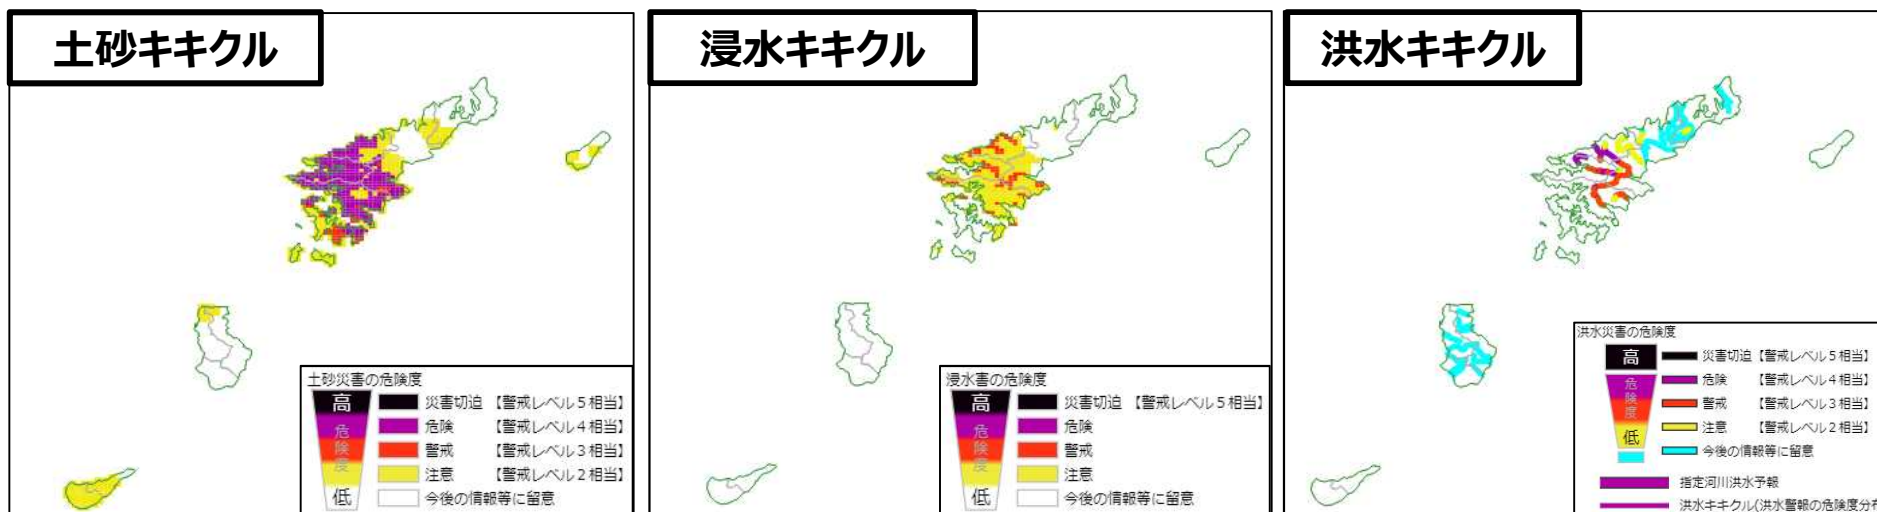 土砂キキクル
土砂災害の危険度
高
危険度
低
災害切迫【警戒レベル5相当】
危険 【警戒レベル4相当】
警戒 【警戒レベル3相当】
注意 【警戒レベル2相当】
今後の情報等に留意
浸水キキクル
浸水害の危険度
高
危険度
低
災害切迫【警戒レベル5相当】
危険
警戒
注意
今後の情報等に留意
洪水キキクル
洪水災害の危険度
高
危険度
低
災害切迫【警戒レベル5相当】
危険 【警戒レベル4相当】
警戒 【警戒レベル3相当】
注意 【警戒レベル2相当】
今後の情報等に留意
指定河川洪水予報
洪水キキクル(洪水警報の危険度分布